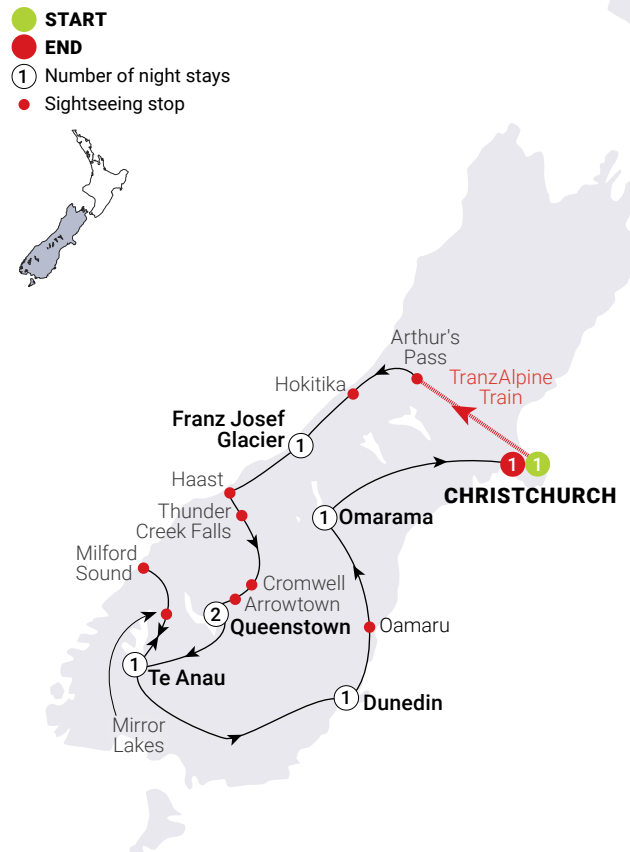 START
END
1 Number of night stays
Sightseeing stop
Arthur's
Pass
TranzAlpine
Train
Hokitika
Franz Josef
Glacier
1
1
1
CHRISTCHURCH
Haast
Thunder
Creek Falls
1
Omarama
Milford
Sound
Cromwell
Arrowtown
2
Queenstown
Oamaru
1
Te Anau
1
Dunedin
Mirror
Lakes